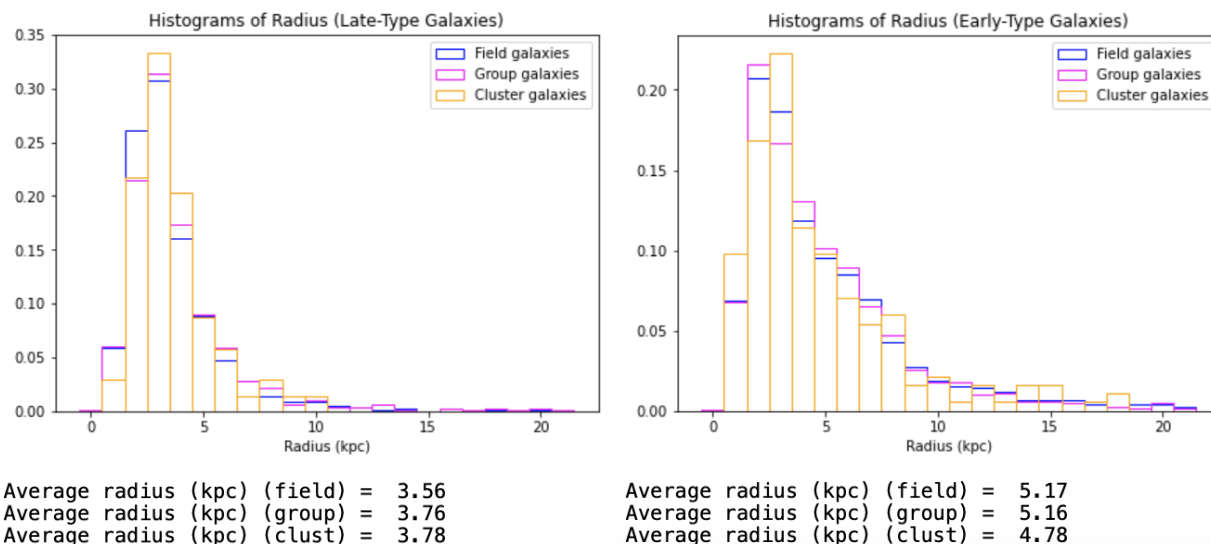 Histograms of Radius (Late-Type Galaxies)
0.35
0.30
0.25
0.20
0.15
0.10
0.05
0.00
Field galaxies
Group galaxies
Cluster galaxies
0 5 10 15 20
Radius (kpc)
Average radius (kpc) (field) = 3.56
Average radius (kpc) (group) = 3.76
Average radius (kpc) (clust) = 3.78
Histograms of Radius (Early-Type Galaxies)
0.20
0.15
0.10
0.05
0.00
Field galaxies
Group galaxies
Cluster galaxies
0 5 10 15 20
Radius (kpc)
Average radius (kpc) (field) = 5.17
Average radius (kpc) (group) = 5.16
Average radius (kpc) (clust) = 4.78